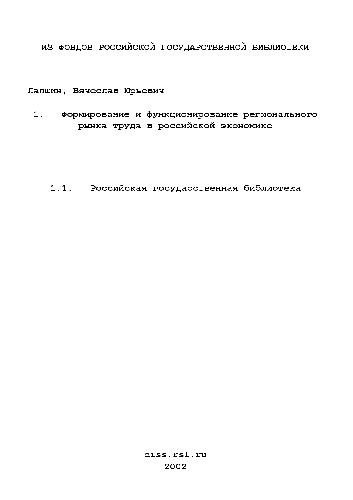 ИЗ ФОНДОВ РОССИЙСКОЙ ГОСУДАРСТВЕННОЙ БИБЛИОТЕКИ
Лапшин, Вячеслав Юрьевич
1. Формирование и функционирование регионального
рынка труда в российской экономике
1.1. Российская государственная библиотека
diss.rsl.ru
2002